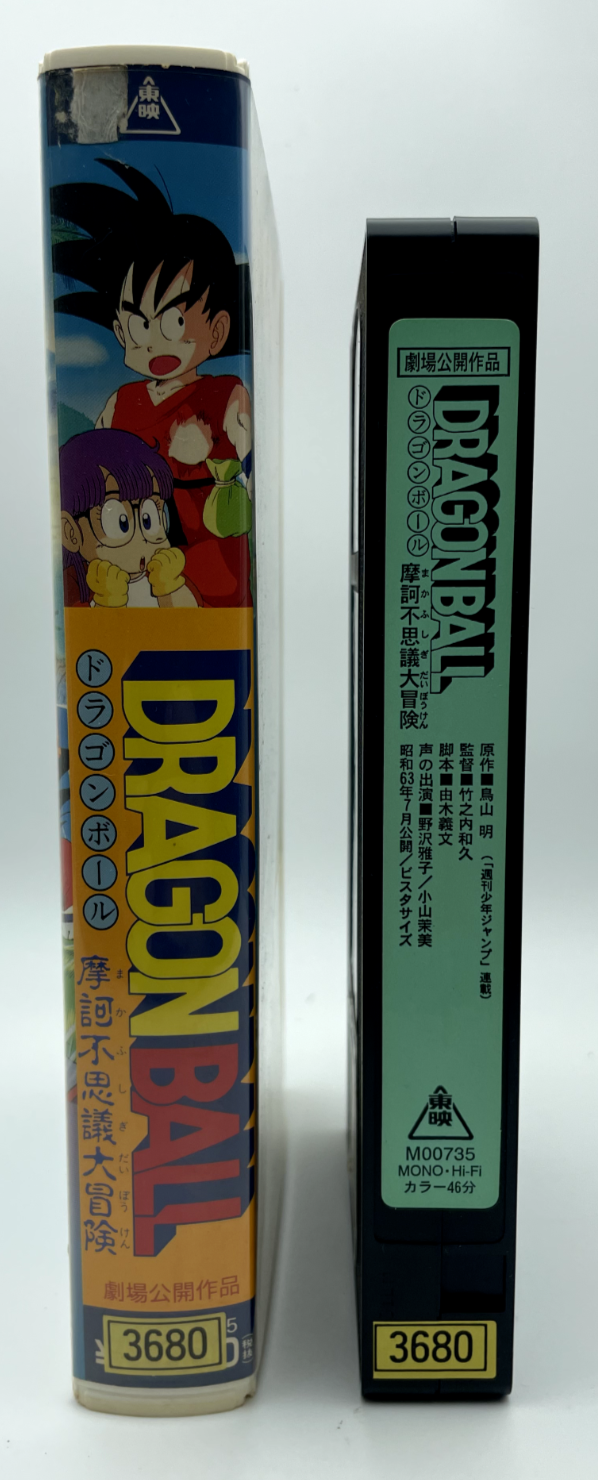 東映
ドラゴンボール
DRAGONBALL
摩訶不思議大冒険
まかふしぎだいぼうけん
劇場公開作品
5
3680
劇場公開作品
DRAGONBALL
ドラゴンボール
摩訶不思議大冒険
まかふしぎだいぼうけん
原作■鳥山 明 (「週刊少年ジャンプ」連載)
監督■竹之内和久
脚本■由木義文
声の出演■野沢雅子/小山茉美
昭和63年7月公開/ビスタサイズ
東映
M00735
MONO・Hi-Fi
カラー46分
3680